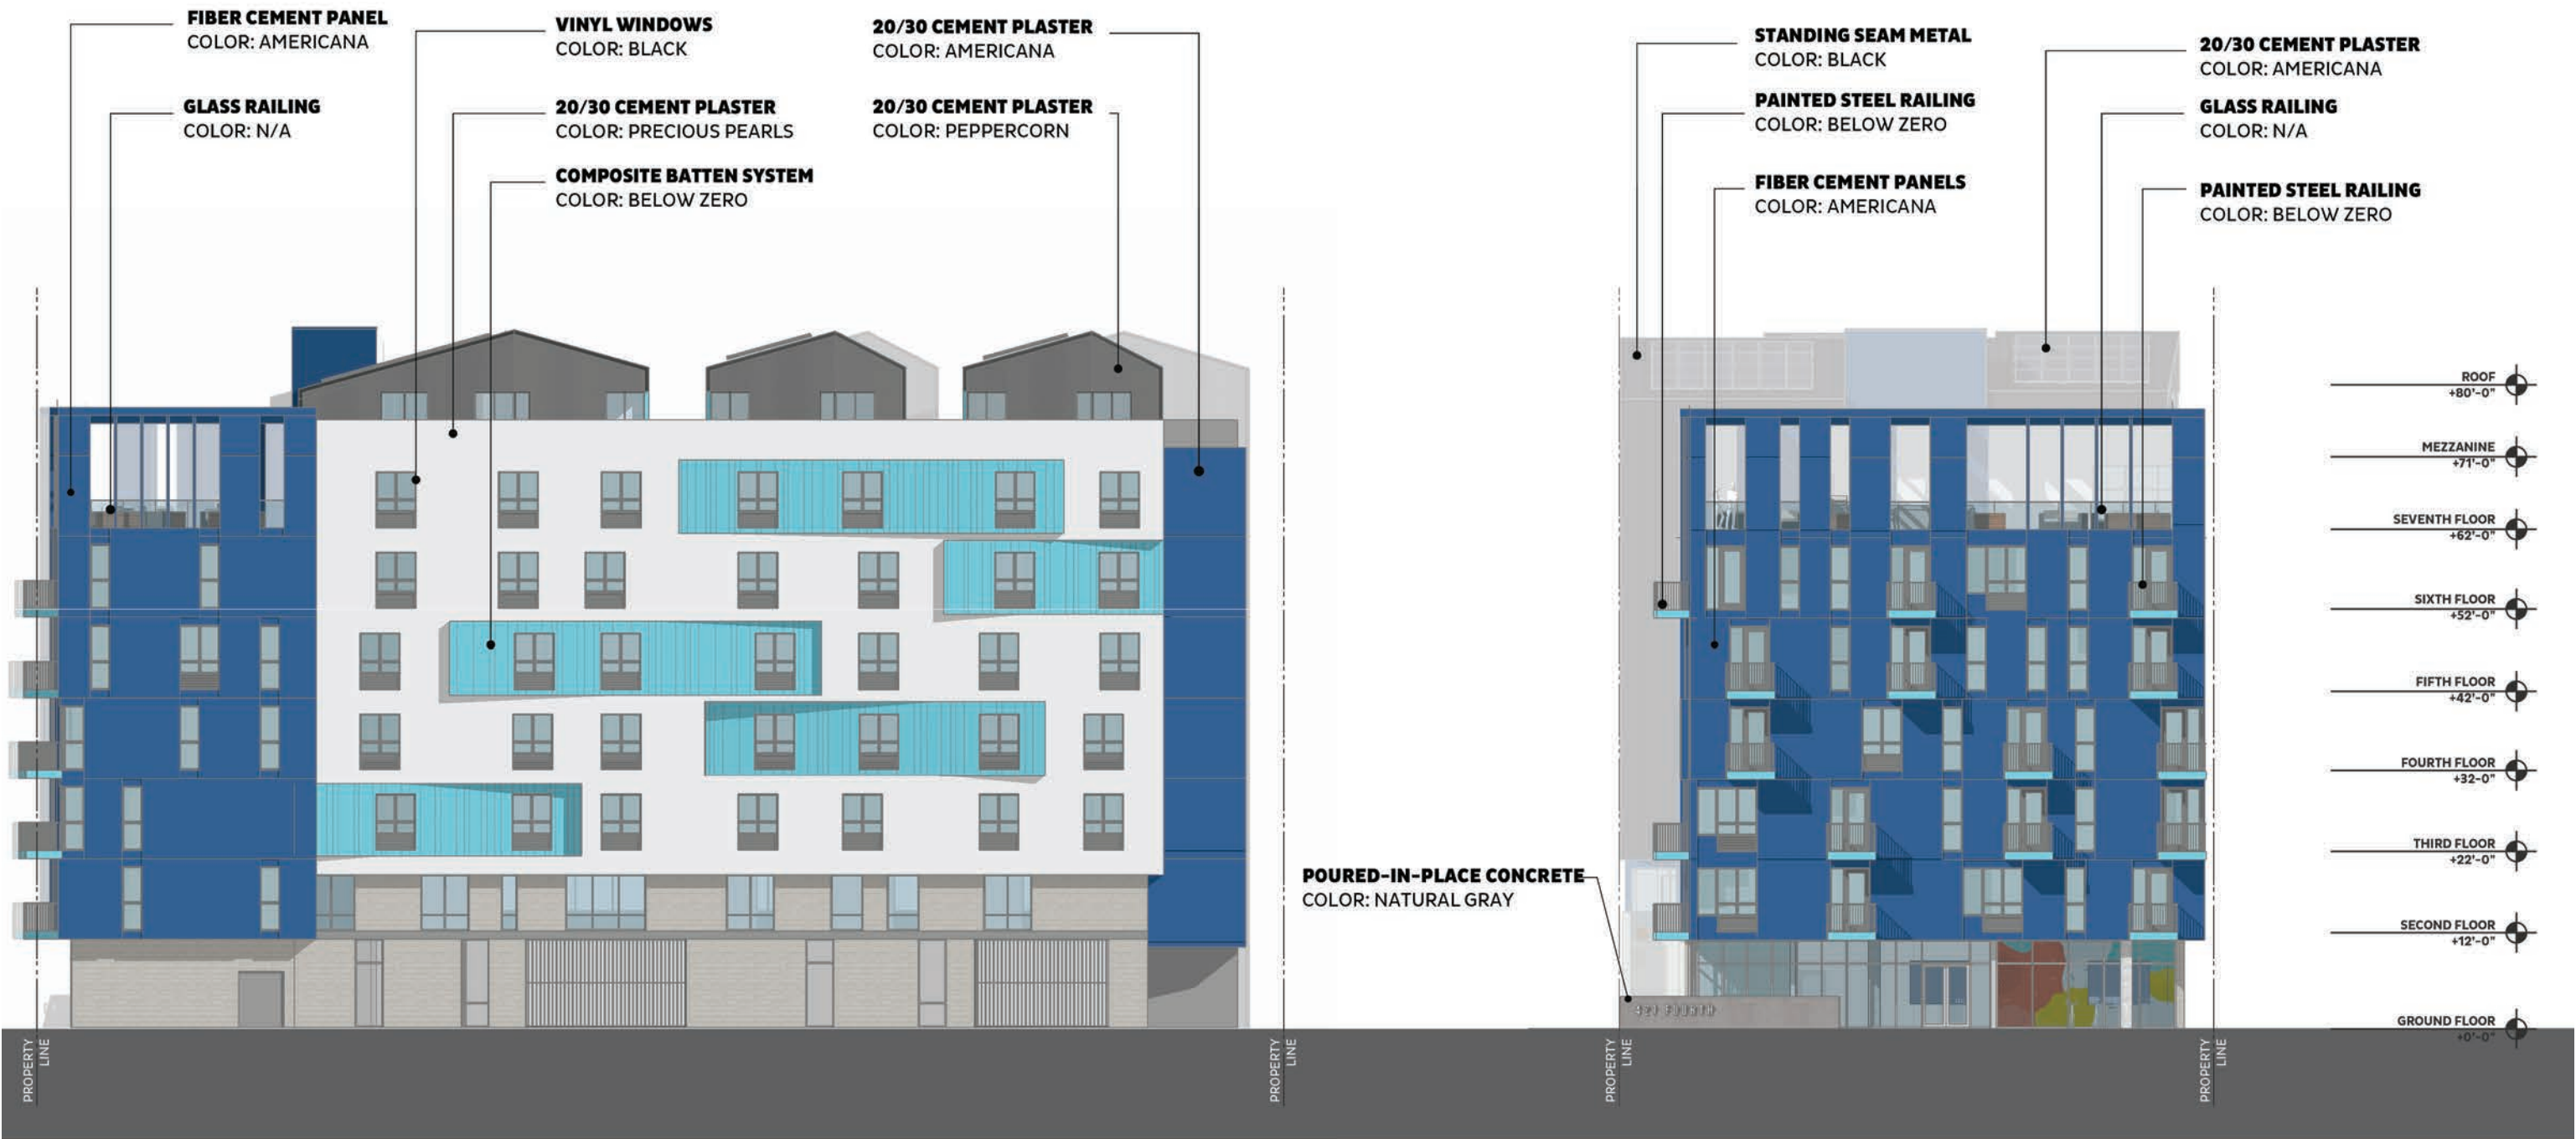 FIBER CEMENT PANEL
COLOR: AMERICANA
GLASS RAILING
COLOR: N/A
VINYL WINDOWS
COLOR: BLACK
20/30 CEMENT PLASTER
COLOR: PRECIOUS PEARLS
COMPOSITE BATTEN SYSTEM
COLOR: BELOW ZERO
20/30 CEMENT PLASTER
COLOR: AMERICANA
20/30 CEMENT PLASTER
COLOR: PEPPERCORN
STANDING SEAM METAL
COLOR: BLACK
PAINTED STEEL RAILING
COLOR: BELOW ZERO
FIBER CEMENT PANELS
COLOR: AMERICANA
20/30 CEMENT PLASTER
COLOR: AMERICANA
GLASS RAILING
COLOR: N/A
PAINTED STEEL RAILING
COLOR: BELOW ZERO
ROOF
+80'-0"
MEZZANINE
+71'-0"
SEVENTH FLOOR
+62'-0"
SIXTH FLOOR
+52'-0"
FIFTH FLOOR
+42'-0"
FOURTH FLOOR
+32-0"
THIRD FLOOR
+22'-0"
SECOND FLOOR
+12'-0"
GROUND FLOOR
+0'-0"
POURED-IN-PLACE CONCRETE
COLOR: NATURAL GRAY
FOURTH
PROPERTY
LINE
PROPERTY
LINE
PROPERTY
LINE
PROPERTY
LINE